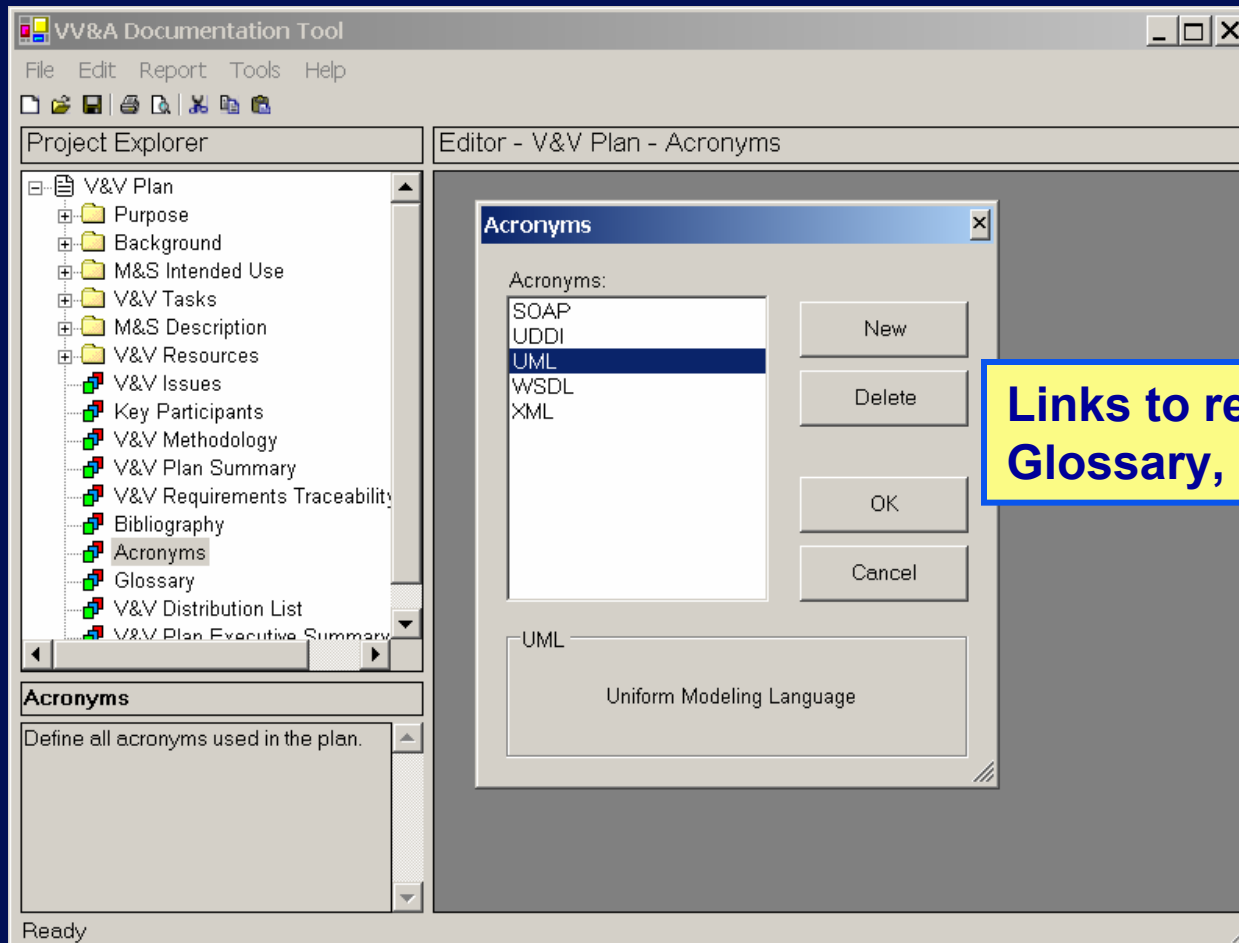 VV&A Documentation Tool
File Edit Report Tools Help
Project Explorer
Editor - V&V Plan - Acronyms
V&V Plan
Purpose
Background
M&S Intended Use
V&V Tasks
M&S Description
V&V Resources
V&V Issues
Key Participants
V&V Methodology
V&V Plan Summary
V&V Requirements Traceability
Bibliography
Acronyms
Glossary
V&V Distribution List
V&V Plan Executive Summary
Acronyms
Define all acronyms used in the plan.
Ready
Acronyms
Acronyms:
SOAP
UDDI
UML
WSDL
XML
New
Delete
OK
Cancel
UML
Uniform Modeling Language
Links to
Glossary,